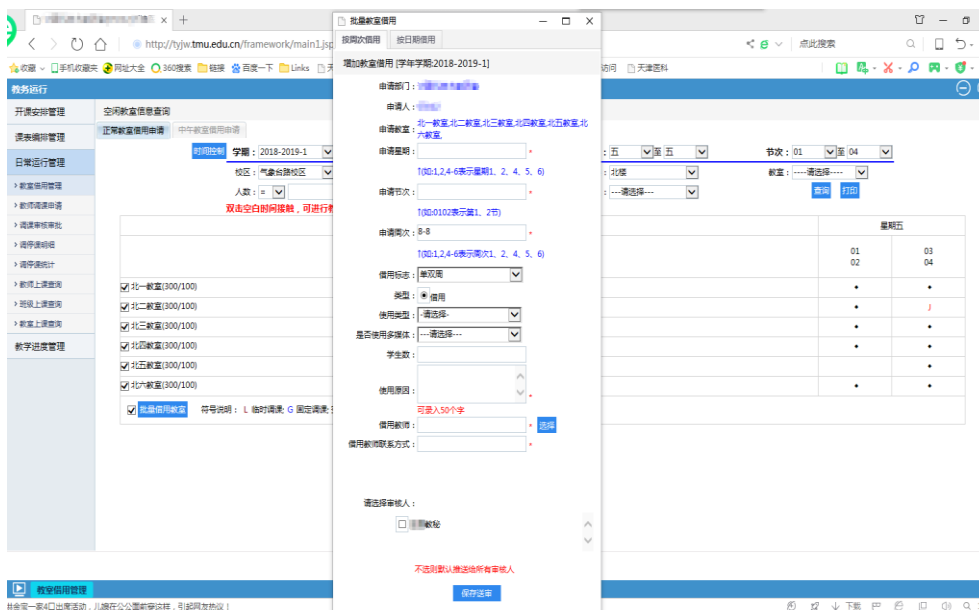 批量教室借用
http://tyjw.tmu.edu.cn/framework/main1.jsp
点此搜索
收藏 手机收藏夹 网址大全 360搜索 链接 百度一下 Links
访问 天津医科
按周次借用 按日期借用
增加教室借用 [学年学期:2018-2019-1]
教务运行
开课安排管理
课表编排管理
日常运行管理
教室借用管理
教师调课申请
调课审核审批
调停课明细
调停课统计
教师上课查询
班级上课查询
教室上课查询
教学进度管理
空闲教室信息查询
正常教室借用申请 中午教室借用申请
时间控制 学期：2018-2019-1
校区：气象台路校区
人数：=
双击空白时间接触，可进行教
：五 至 五 节次：01 至 04
：北楼 教室：----请选择----
：---请选择--- 查询 打印
星期五
01
02
03
04
北一教室(300/100)
北二教室(300/100)
J
北三教室(300/100)
北四教室(300/100)
北五教室(300/100)
北六教室(300/100)
批量借用教室 符号说明： L 临时调课; G 固定调课;
申请部门：
申请人：
申请教室：北一教室,北二教室,北三教室,北四教室,北五教室,北
六教室,
申请星期： *
†(如:1,2,4-6表示星期1、2、4、5、6)
申请节次： *
†(如:0102表示第1、2节)
申请周次：8-8 *
†(如:1,2,4-6表示周次1、2、4、5、6)
借用标志：单双周
类型：借用
使用类型：-请选择-
是否使用多媒体：---请选择---
学生数：
使用原因： *
可录入50个字
借用教师： * 选择
借用教师联系方式： *
请选择审核人：
教秘
不选则默认推送给所有审核人
保存送审
教室借用管理
下载